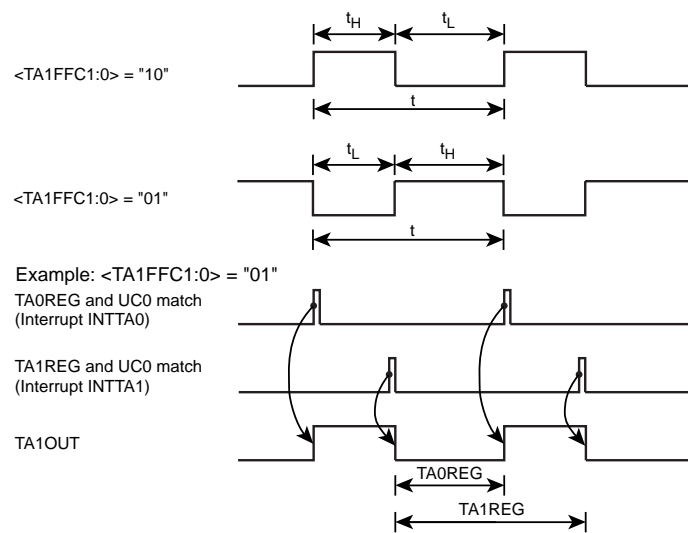 t_H t_L
<TA1FFC1:0> = "10"
t
t_L t_H
<TA1FFC1:0> = "01"
t
Example: <TA1FFC1:0> = "01"
TA0REG and UC0 match
(Interrupt INTTA0)
TA1REG and UC0 match
(Interrupt INTTA1)
TA1OUT
TA0REG
TA1REG